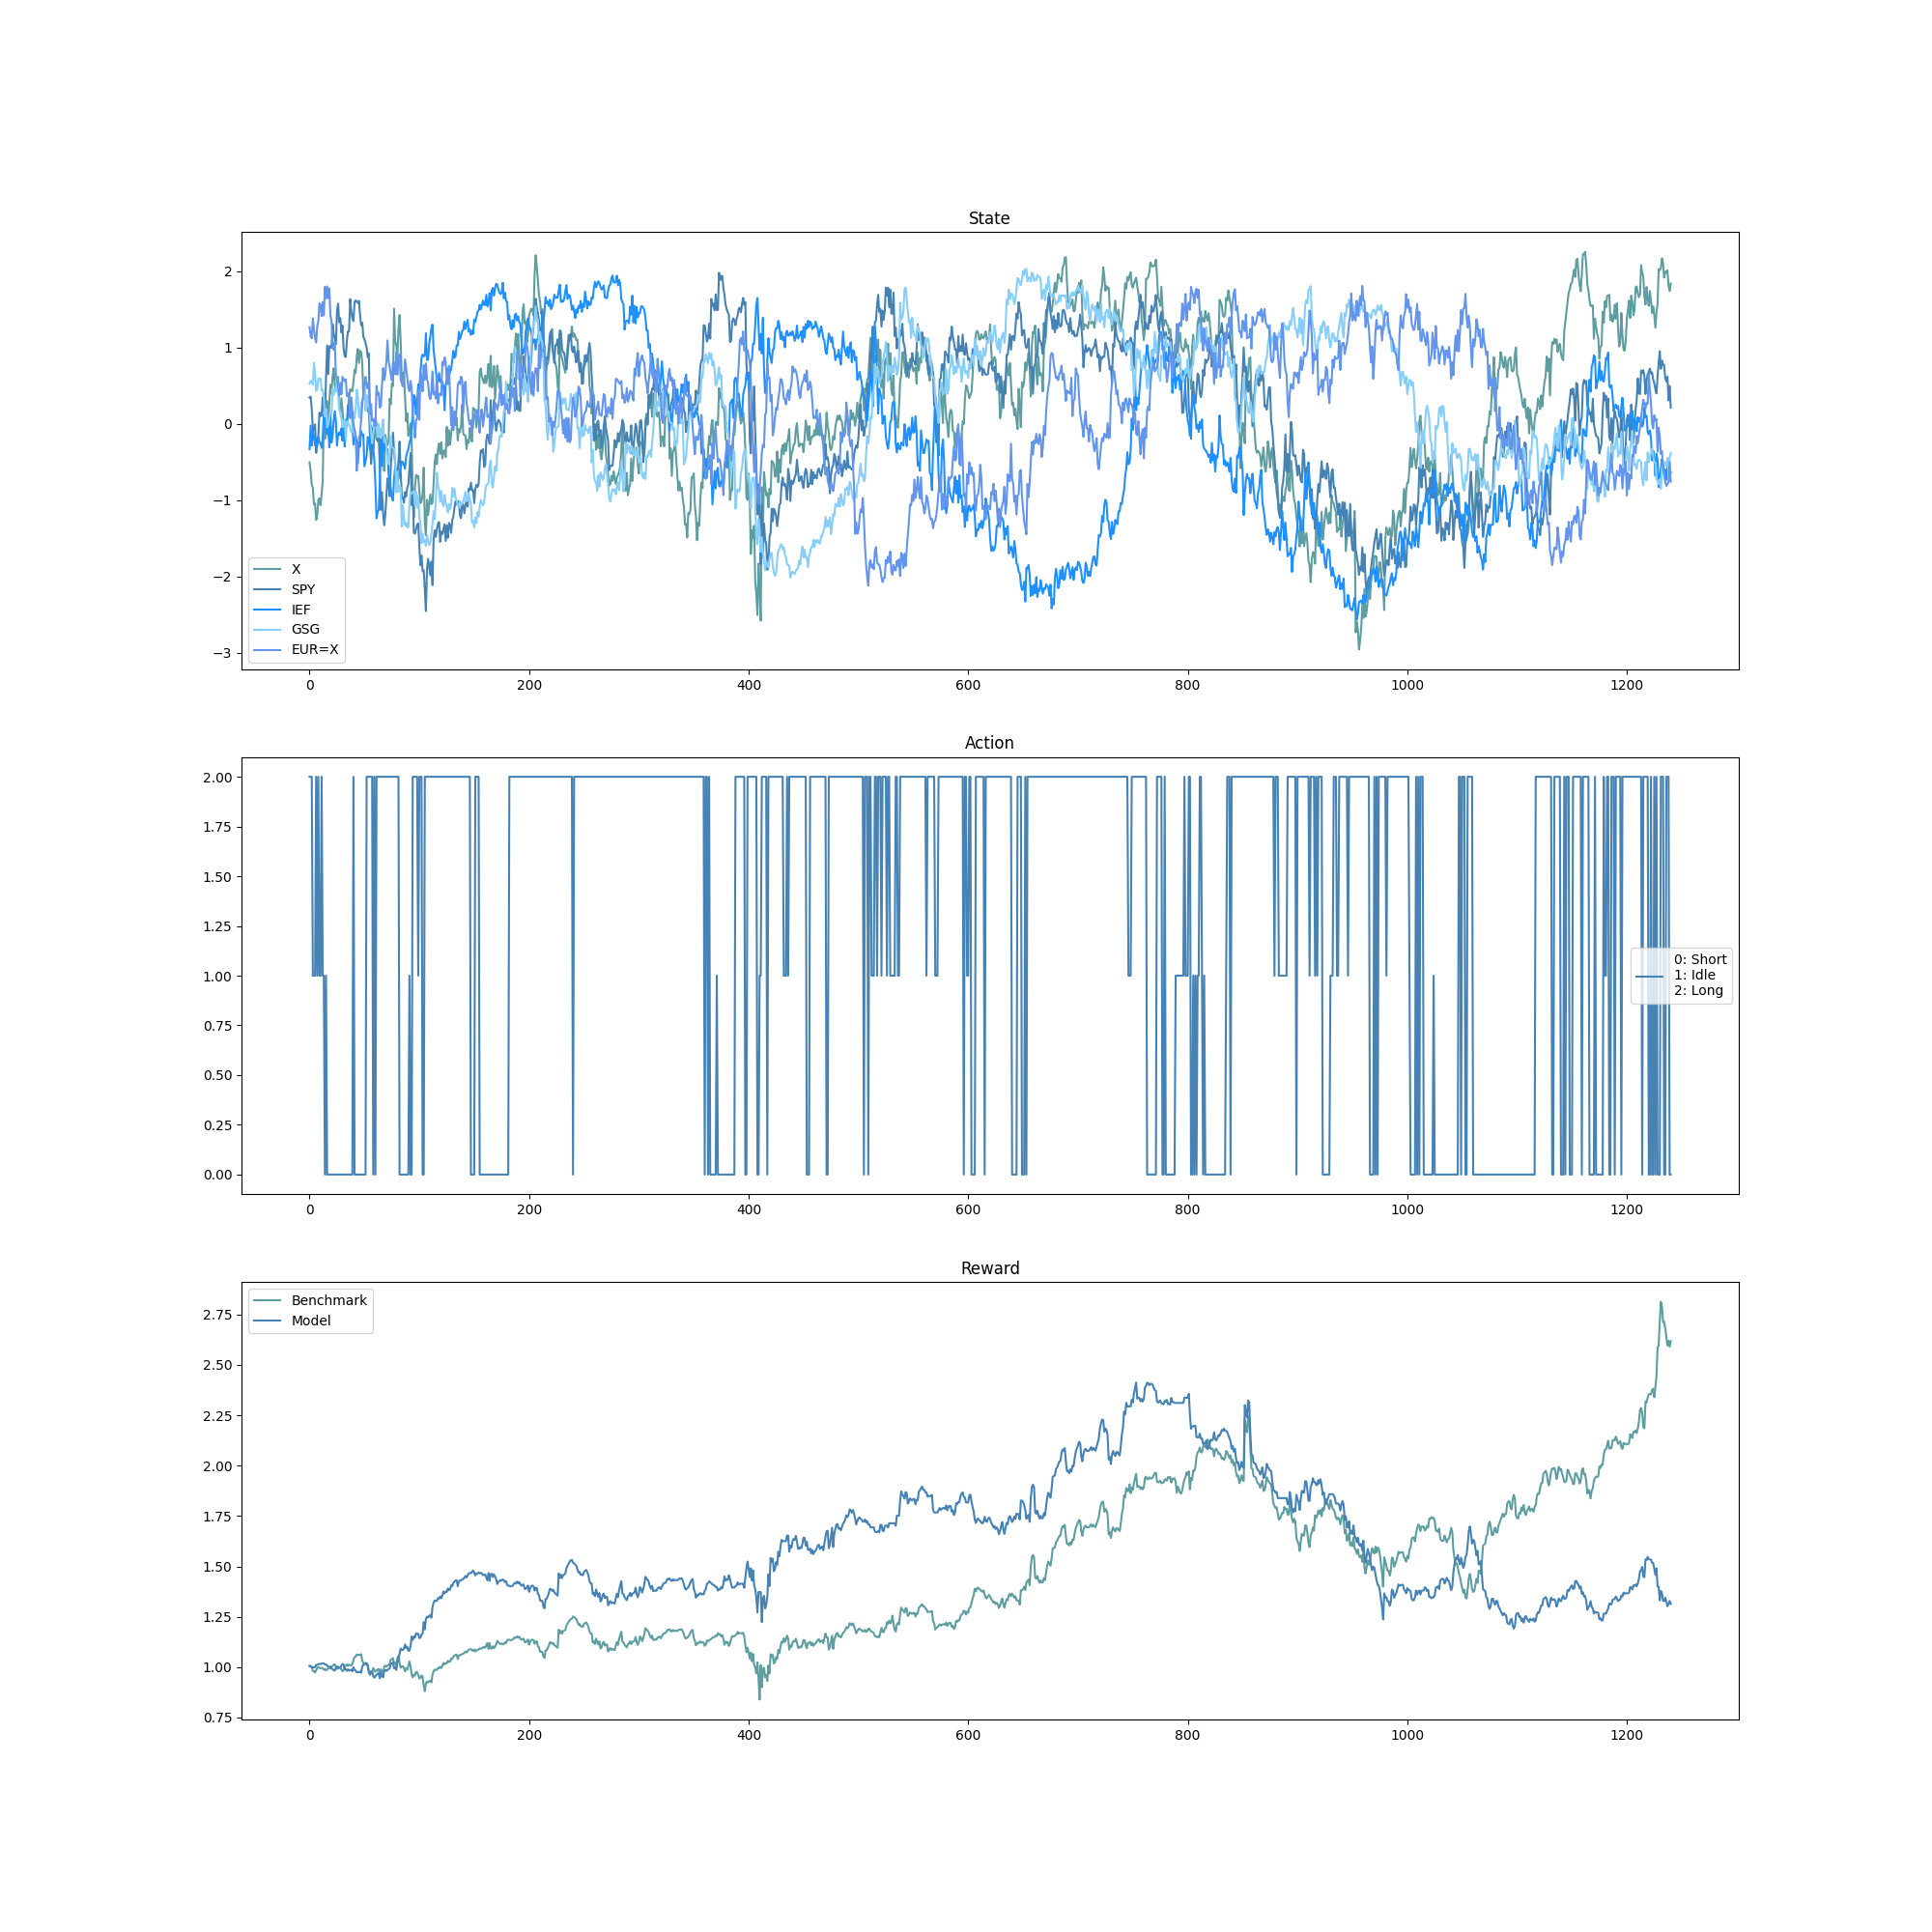 State
2
1
0
−1
−2
−3
X
SPY
IEF
GSG
EUR=X
0 200 400 600 800 1000 1200
Action
2.00
1.75
1.50
1.25
1.00
0.75
0.50
0.25
0.00
0: Short
1: Idle
2: Long
0 200 400 600 800 1000 1200
Reward
Benchmark
Model
2.75
2.50
2.25
2.00
1.75
1.50
1.25
1.00
0.75
0 200 400 600 800 1000 1200